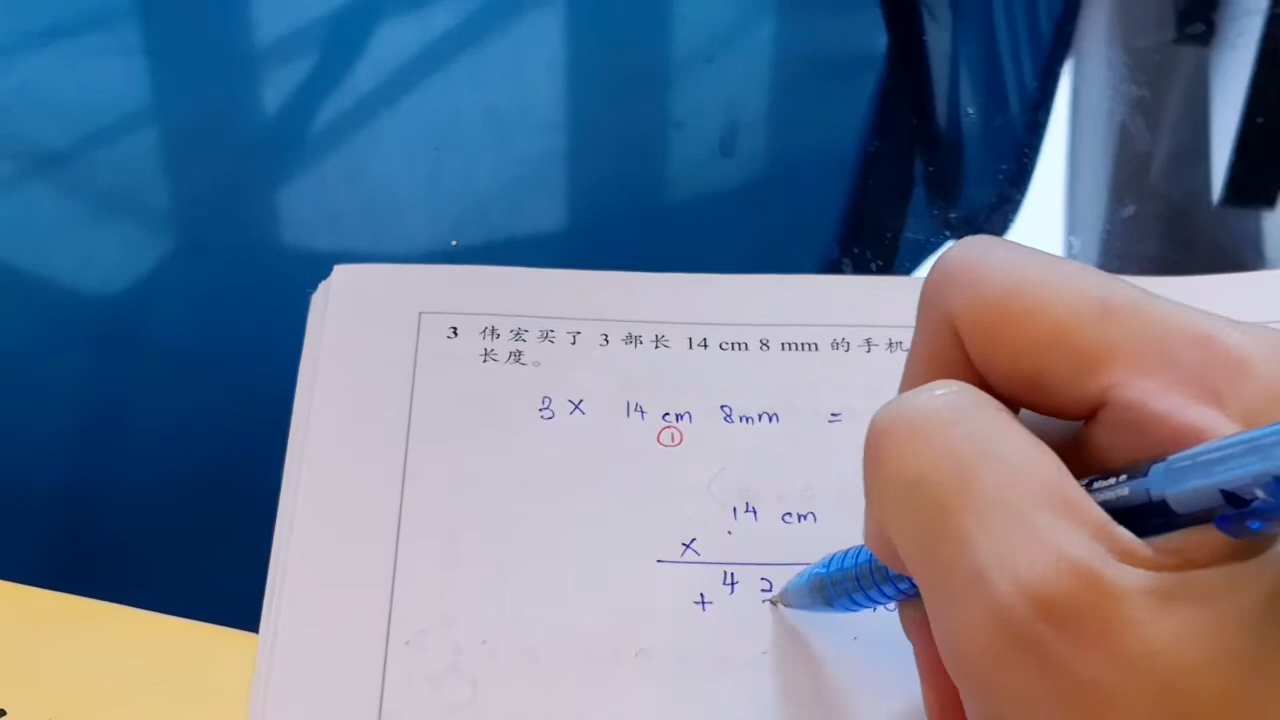 3 伟宏买了 3 部长 14 cm 8 mm 的手机
长度。
3 × 14 cm 8mm =
1
14 cm
×
4 2
+